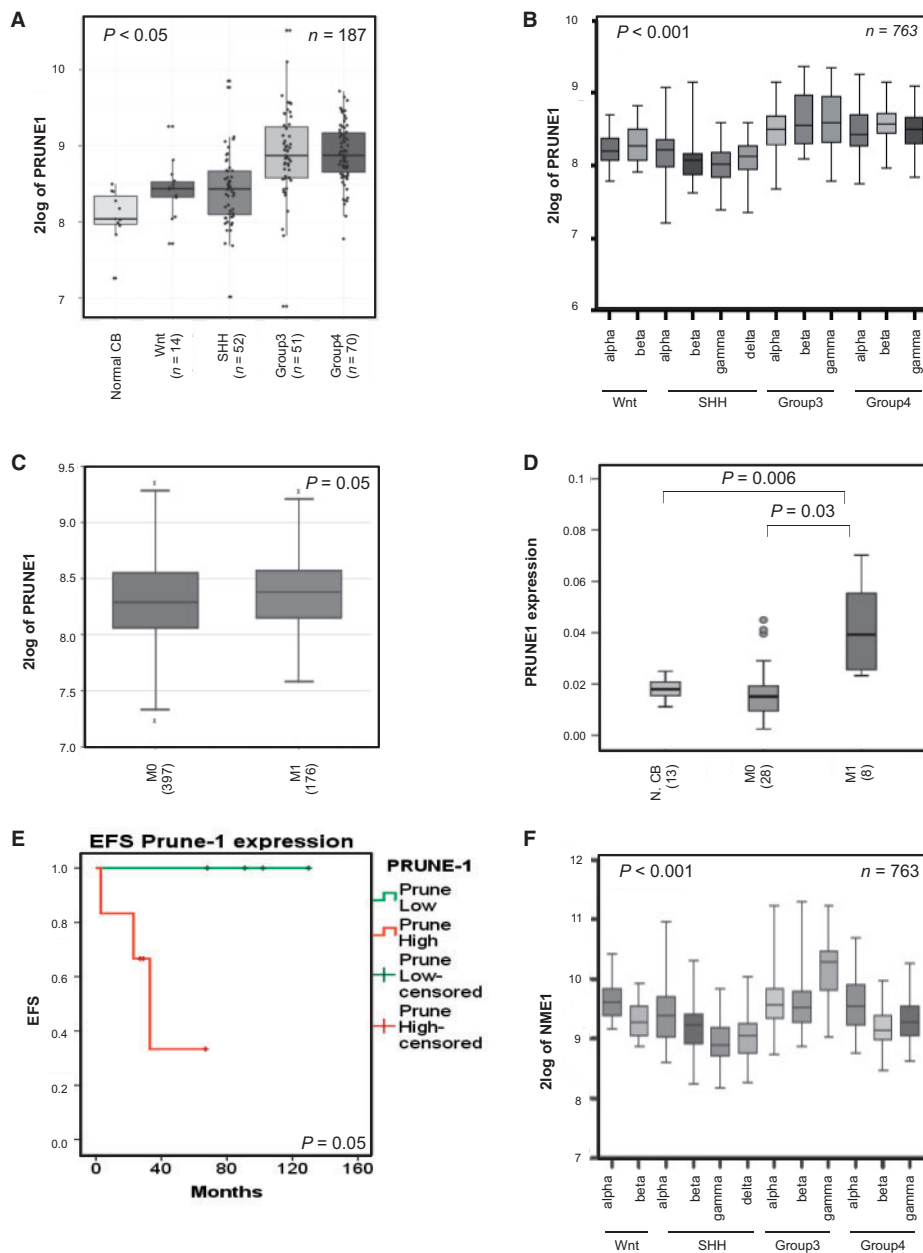 A
P < 0.05
n = 187
2log of PRUNE1
10
9
8
7
Normal CB
Wnt
(n = 14)
SHH
(n = 52)
Group3
(n = 51)
Group4
(n = 70)
B
P < 0.001
n = 763
2log of PRUNE1
10
9
8
7
6
alpha
beta
alpha
beta
gamma
delta
alpha
beta
gamma
alpha
beta
gamma
Wnt
SHH
Group3
Group4
C
P = 0.05
2log of PRUNE1
9.5
9.0
8.5
8.0
7.5
7.0
M0
(397)
M1
(176)
D
P = 0.006
P = 0.03
PRUNE1 expression
0.1
0.08
0.06
0.04
0.02
0.00
N. CB
(13)
M0
(28)
M1
(8)
E
EFS Prune-1 expression
EFS
1.0
0.8
0.6
0.4
0.2
0.0
P = 0.05
0 40 80 120 160
Months
PRUNE-1
Prune
Low
Prune
High
Prune
Low-
censored
Prune
High-
censored
F
P < 0.001
n = 763
2log of NME1
12
11
10
9
8
7
alpha
beta
alpha
beta
gamma
delta
alpha
beta
gamma
alpha
beta
gamma
Wnt
SHH
Group3
Group4